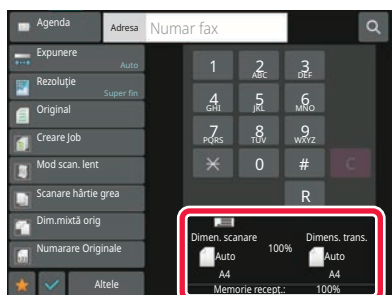 Agenda
Adresa
Numar fax
Expunere
Auto
Rezoluție
Super fin
Original
Creare Job
Mod scan. lent
Scanare hârtie grea
Dim.mixtă orig
Numarare Originale
Altele
1
2 ABC
3 DEF
4 GHI
5 JKL
6 MNO
7 PQRS
8 TUV
9 WXYZ
0
#
C
R
Dimen. scanare
100%
Dimens. trans.
Auto
Auto
A4
A4
Memorie recept.: 100%